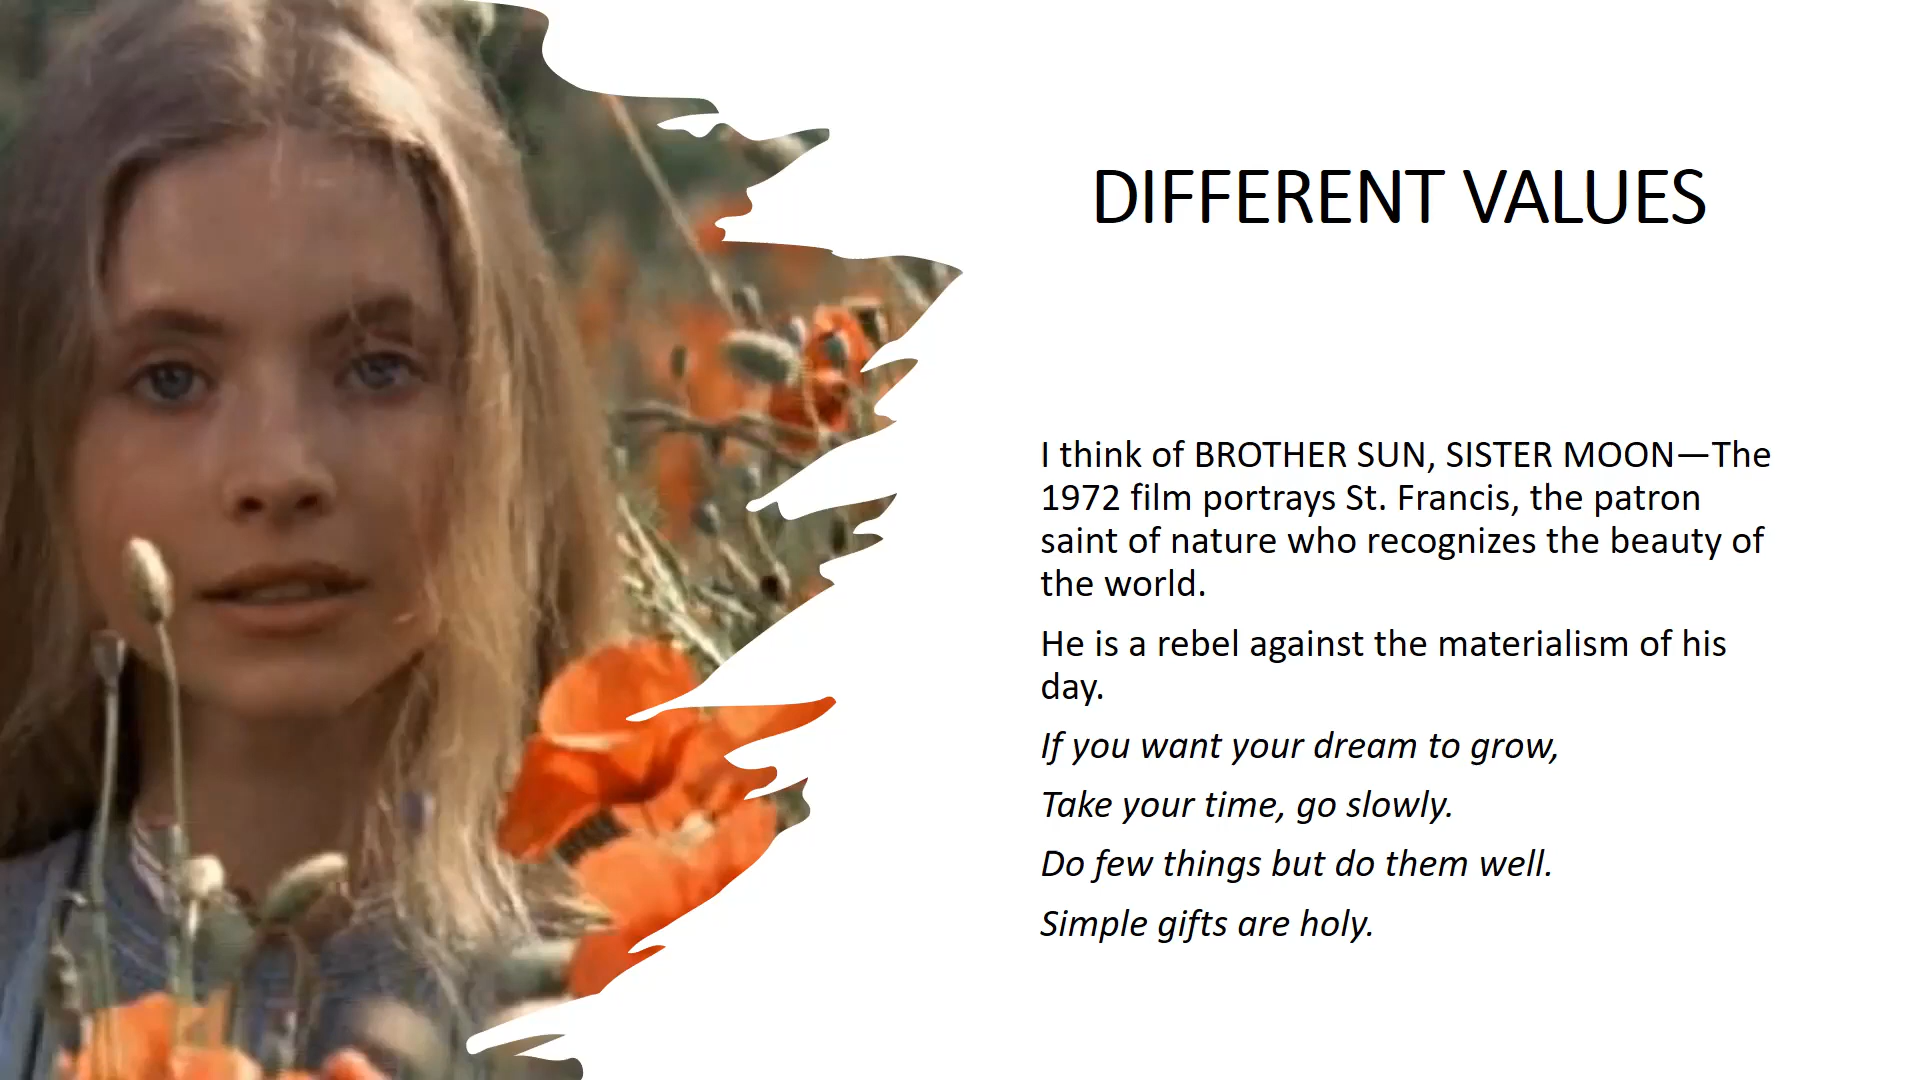 DIFFERENT VALUES
I think of BROTHER SUN, SISTER MOON—The
1972 film portrays St. Francis, the patron
saint of nature who recognizes the beauty of
the world.
He is a rebel against the materialism of his
day.
If you want your dream to grow,
Take your time, go slowly.
Do few things but do them well.
Simple gifts are holy.